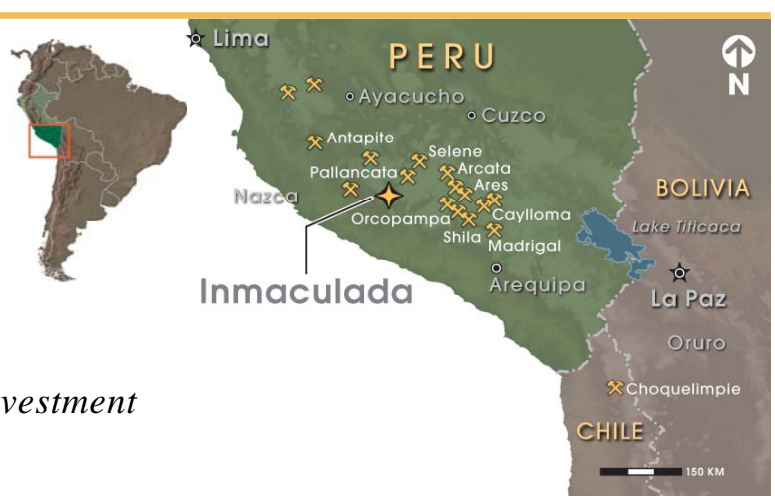 Lima
PERU
N
Ayacucho
Cuzco
Antapite
Selene
Pallancata
Arcata
Ares
Nazca
BOLIVIA
Orcopampa
Caylloma
Lake Titicaca
Shila
Madrigal
Inmaculada
Arequipa
La Paz
Oruro
vestment
Choquelimpie
CHILE
150 KM